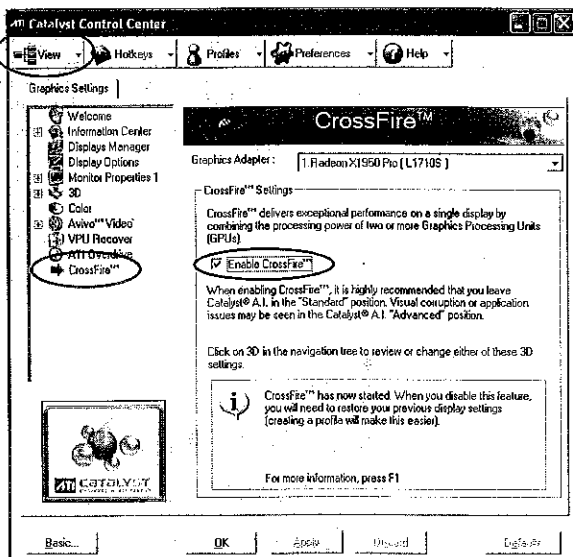 Catalyst Control Center
View
Hotkeys
Profiles
Preferences
Help
Graphics Settings
Welcome
Information Center
Displays Manager
Display Options
Monitor Properties 1
3D
Color
Avivo™ Video
VPU Recover
ATI Overdrive
CrossFire™
CrossFire™
Graphics Adapter :
1.Radeon X1950 Pro ( L1710S )
CrossFire™ Settings
CrossFire™ delivers exceptional performance on a single display by
combining the processing power of two or more Graphics Processing Units
(GPUs).
Enable CrossFire™
When enabling CrossFire™, it is highly recommended that you leave
Catalyst® A.I. in the "Standard" position. Visual corruption or application
issues may be seen in the Catalyst® A.I. "Advanced" position.
Click on 3D in the navigation tree to review or change either of these 3D
settings.
CrossFire™ has now started. When you disable this feature,
you will need to restore your previous display settings
(creating a profile will make this easier).
For more information, press F1
ATI CATALYST
Basic...
OK
Apply
Discard
Defaults